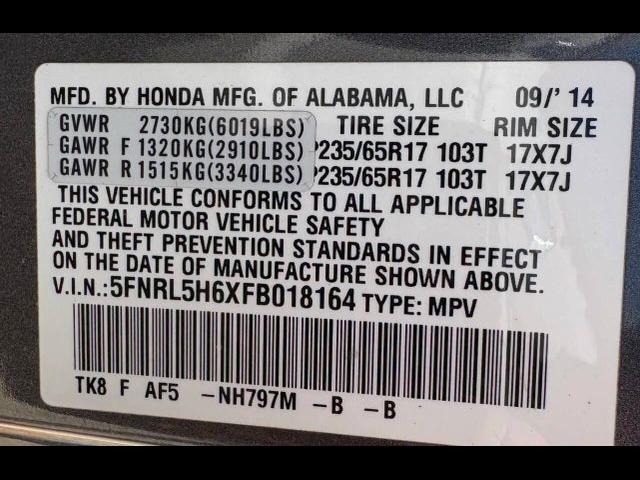 MFD. BY HONDA MFG. OF ALABAMA, LLC 09/' 14
GVWR 2730KG(6019LBS) TIRE SIZE RIM SIZE
GAWR F 1320KG(2910LBS) P235/65R17 103T 17X7J
GAWR R 1515KG(3340LBS) P235/65R17 103T 17X7J
THIS VEHICLE CONFORMS TO ALL APPLICABLE
FEDERAL MOTOR VEHICLE SAFETY
AND THEFT PREVENTION STANDARDS IN EFFECT
ON THE DATE OF MANUFACTURE SHOWN ABOVE.
V.I.N.:5FNRL5H6XFB018164 TYPE: MPV
TK8 F AF5 -NH797M -B -B